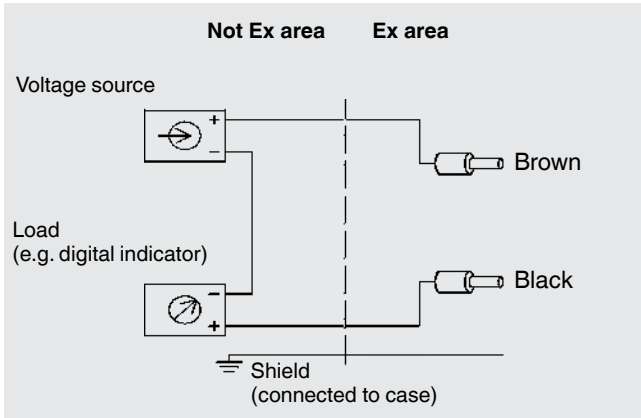 Not Ex area Ex area
Voltage source
+
−
Brown
Load
(e.g. digital indicator)
−
+
Black
Shield
(connected to case)